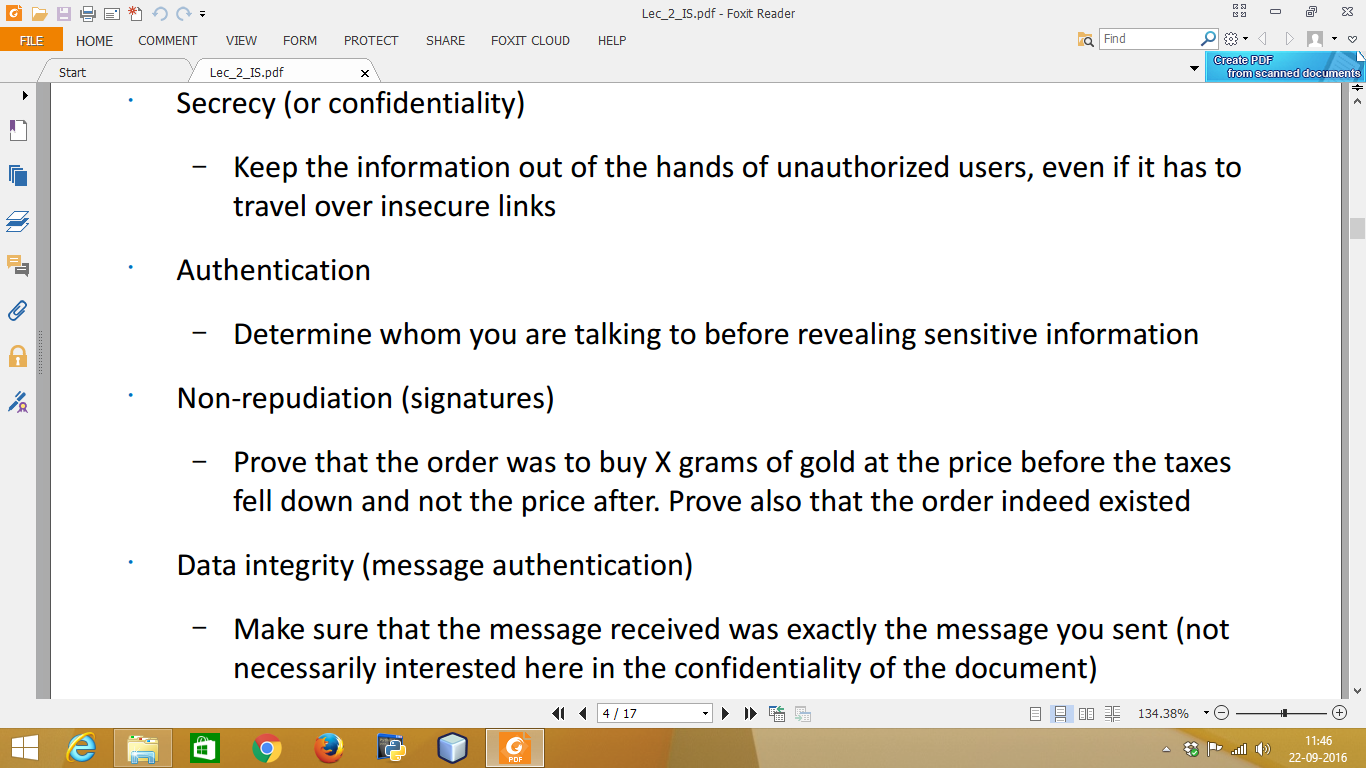 Lec_2_IS.pdf - Foxit Reader
FILE HOME COMMENT VIEW FORM PROTECT SHARE FOXIT CLOUD HELP Find
Start Lec_2_IS.pdf Create PDF
from scanned documents
· Secrecy (or confidentiality)
– Keep the information out of the hands of unauthorized users, even if it has to
travel over insecure links
· Authentication
– Determine whom you are talking to before revealing sensitive information
· Non-repudiation (signatures)
– Prove that the order was to buy X grams of gold at the price before the taxes
fell down and not the price after. Prove also that the order indeed existed
· Data integrity (message authentication)
– Make sure that the message received was exactly the message you sent (not
necessarily interested here in the confidentiality of the document)
4 / 17 134.38%
PDF
11:46
22-09-2016